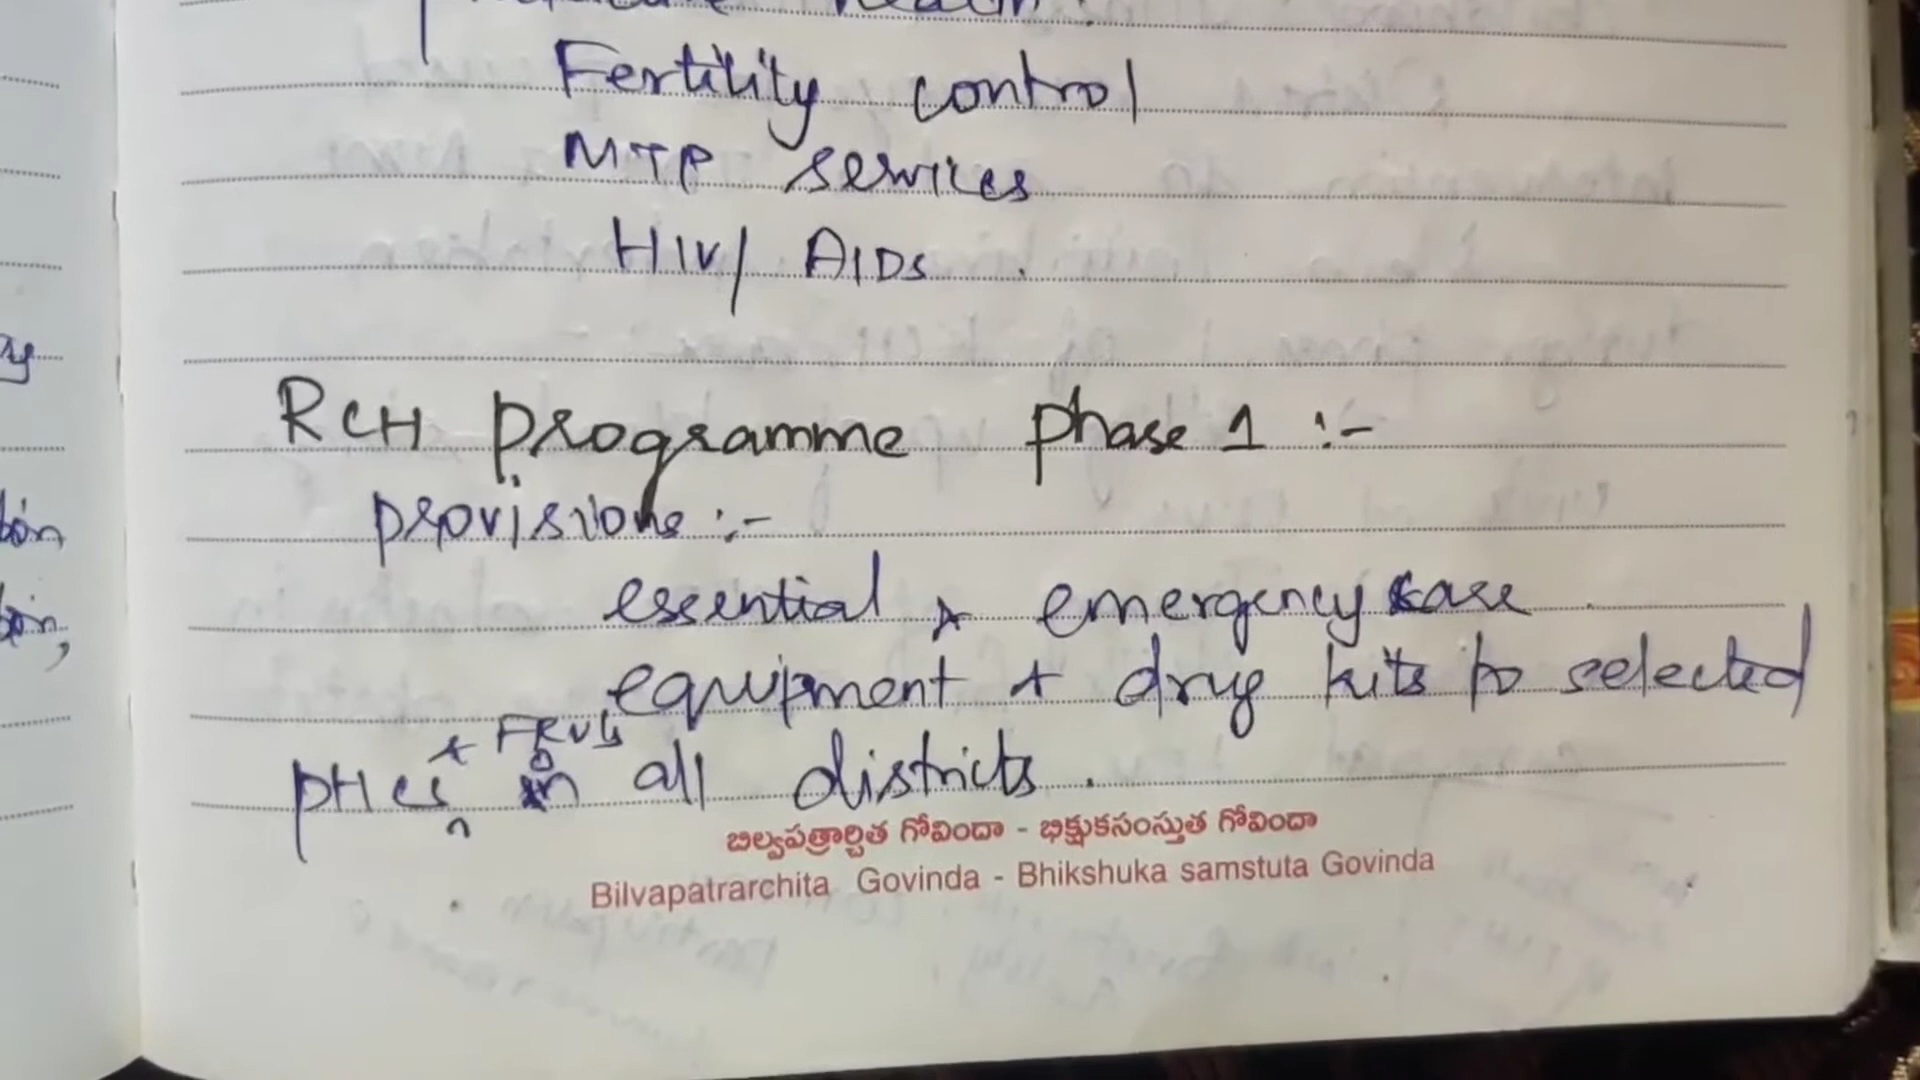 health.
Fertility control
MTP services
HIV/ AIDs.
RCH programme phase 1 :-
provisions :-
essential & emergency care
equipment & drug kits to selected
PHCs & FRUs in all districts.
బిల్వపత్రార్చిత గోవిందా - భిక్షుకసంస్తుత గోవిందా
Bilvapatrarchita Govinda - Bhikshuka samstuta Govinda